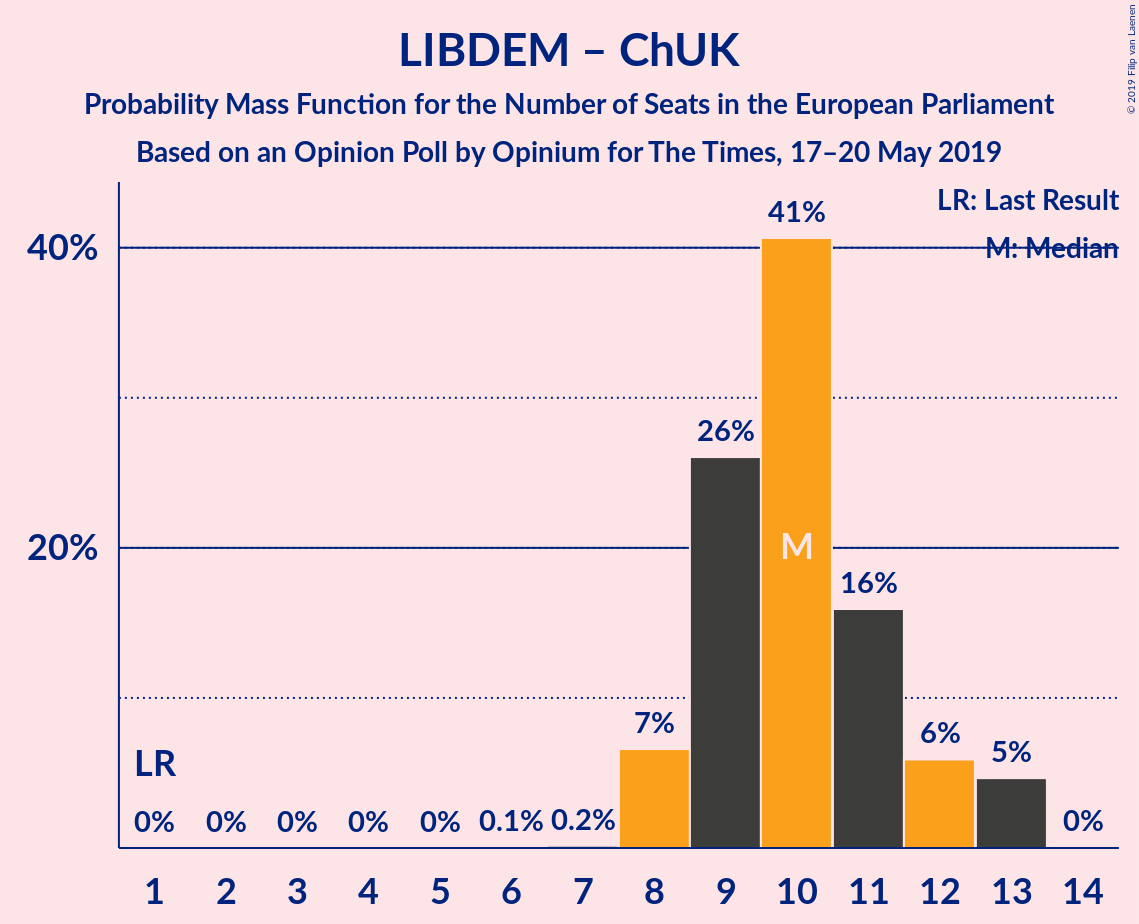 LIBDEM – ChUK
Probability Mass Function for the Number of Seats in the European Parliament
Based on an Opinion Poll by Opinium for The Times, 17–20 May 2019
© 2019 Filip van Laenen
LR: Last Result
M: Median
40%
20%
41%
26%
M
16%
7%
6%
5%
LR
0% 0% 0% 0% 0% 0.1% 0.2% 0%
1 2 3 4 5 6 7 8 9 10 11 12 13 14